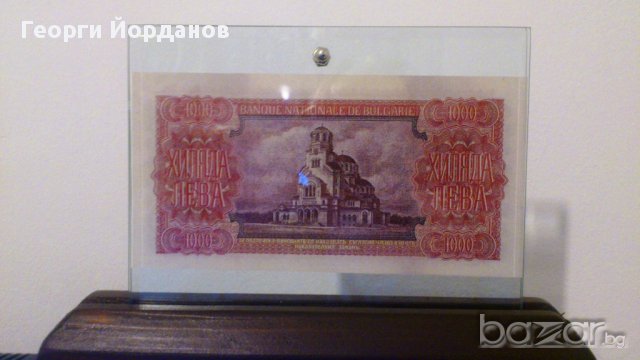 Георги Йорданов
BANQUE NATIONALE DE BULGARIE
1000 1000
ХИЛЯДА ХИЛЯДА
ЛЕВА ЛЕВА
1000 1000
bazar.bg